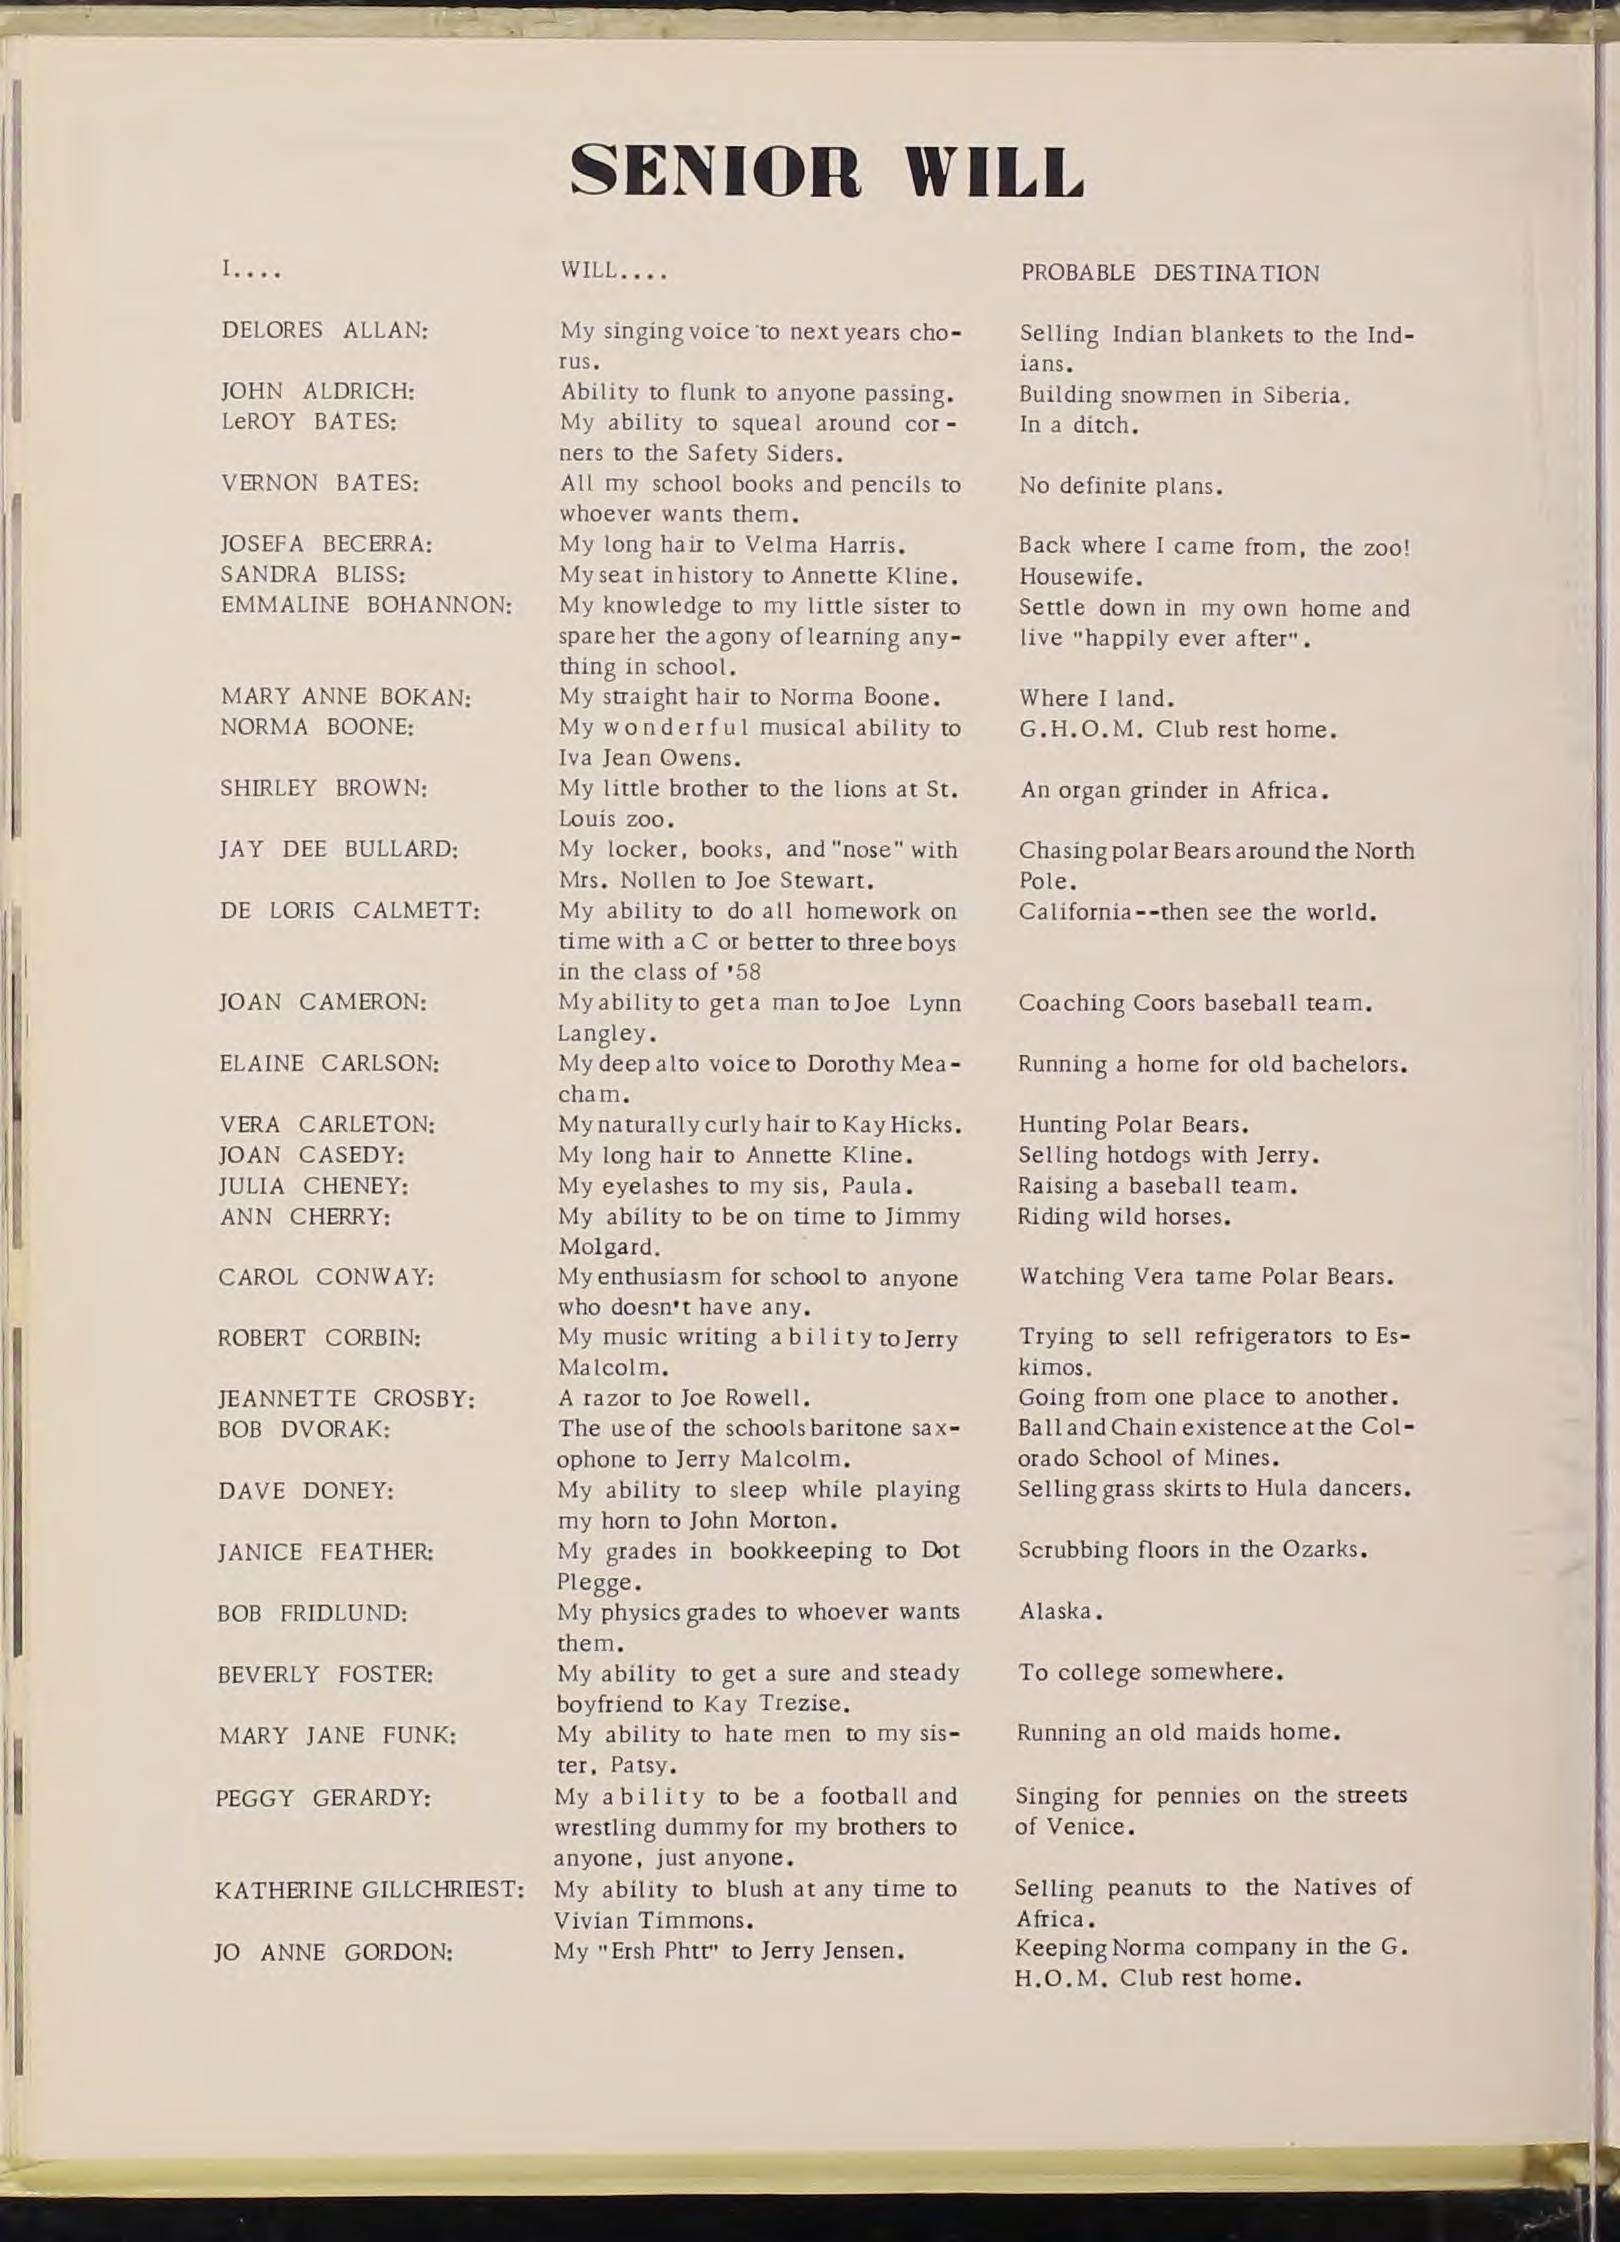 SENIOR WILL
I.... WILL.... PROBABLE DESTINATION
DELORES ALLAN: My singing voice to next years cho- Selling Indian blankets to the Ind-
rus. ians.
JOHN ALDRICH: Ability to flunk to anyone passing. Building snowmen in Siberia.
LeROY BATES: My ability to squeal around cor- In a ditch.
ners to the Safety Siders.
VERNON BATES: All my school books and pencils to No definite plans.
whoever wants them.
JOSEFA BECERRA: My long hair to Velma Harris. Back where I came from, the zoo!
SANDRA BLISS: My seat in history to Annette Kline. Housewife.
EMMALINE BOHANNON: My knowledge to my little sister to Settle down in my own home and
spare her the agony of learning any- live "happily ever after".
thing in school.
MARY ANNE BOKAN: My straight hair to Norma Boone. Where I land.
NORMA BOONE: My wonderful musical ability to G.H.O.M. Club rest home.
Iva Jean Owens.
SHIRLEY BROWN: My little brother to the lions at St. An organ grinder in Africa.
Louis zoo.
JAY DEE BULLARD: My locker, books, and "nose" with Chasing polar Bears around the North
Mrs. Nollen to Joe Stewart. Pole.
DE LORIS CALMETT: My ability to do all homework on California--then see the world.
time with a C or better to three boys
in the class of '58
JOAN CAMERON: My ability to get a man to Joe Lynn Coaching Coors baseball team.
Langley.
ELAINE CARLSON: My deep alto voice to Dorothy Mea- Running a home for old bachelors.
cham.
VERA CARLETON: My naturally curly hair to Kay Hicks. Hunting Polar Bears.
JOAN CASEDY: My long hair to Annette Kline. Selling hotdogs with Jerry.
JULIA CHENEY: My eyelashes to my sis, Paula. Raising a baseball team.
ANN CHERRY: My ability to be on time to Jimmy Riding wild horses.
Molgard.
CAROL CONWAY: My enthusiasm for school to anyone Watching Vera tame Polar Bears.
who doesn't have any.
ROBERT CORBIN: My music writing ability to Jerry Trying to sell refrigerators to Es-
Malcolm. kimos.
JEANNETTE CROSBY: A razor to Joe Rowell. Going from one place to another.
BOB DVORAK: The use of the schools baritone sax- Ball and Chain existence at the Col-
ophone to Jerry Malcolm. orado School of Mines.
DAVE DONEY: My ability to sleep while playing Selling grass skirts to Hula dancers.
my horn to John Morton.
JANICE FEATHER: My grades in bookkeeping to Dot Scrubbing floors in the Ozarks.
Plegge.
BOB FRIDLUND: My physics grades to whoever wants Alaska.
them.
BEVERLY FOSTER: My ability to get a sure and steady To college somewhere.
boyfriend to Kay Trezise.
MARY JANE FUNK: My ability to hate men to my sis- Running an old maids home.
ter, Patsy.
PEGGY GERARDY: My ability to be a football and Singing for pennies on the streets
wrestling dummy for my brothers to of Venice.
anyone, just anyone.
KATHERINE GILLCHRIEST: My ability to blush at any time to Selling peanuts to the Natives of
Vivian Timmons. Africa.
JO ANNE GORDON: My "Ersh Phtt" to Jerry Jensen. Keeping Norma company in the G.
H.O.M. Club rest home.